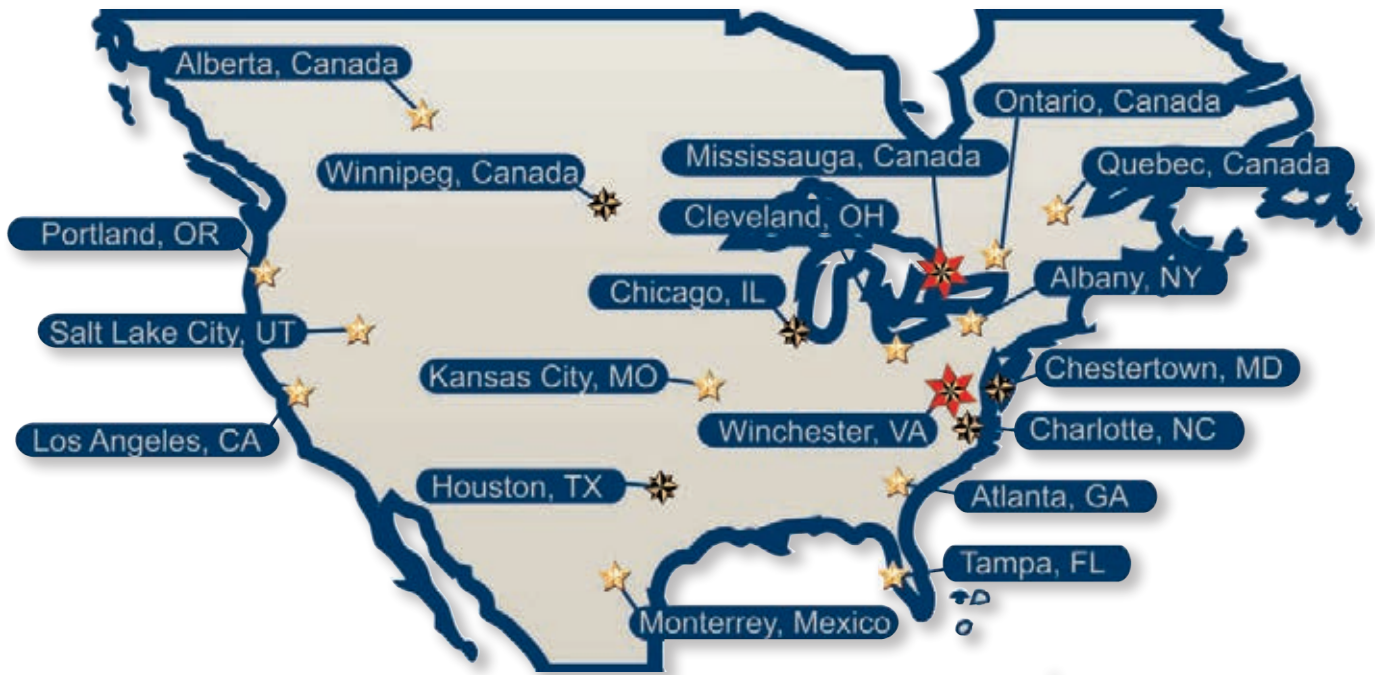 Alberta, Canada
Ontario, Canada
Mississauga, Canada
Quebec, Canada
Winnipeg, Canada
Cleveland, OH
Portland, OR
Albany, NY
Chicago, IL
Salt Lake City, UT
Kansas City, MO
Chestertown, MD
Winchester, VA
Charlotte, NC
Los Angeles, CA
Houston, TX
Atlanta, GA
Tampa, FL
Monterrey, Mexico